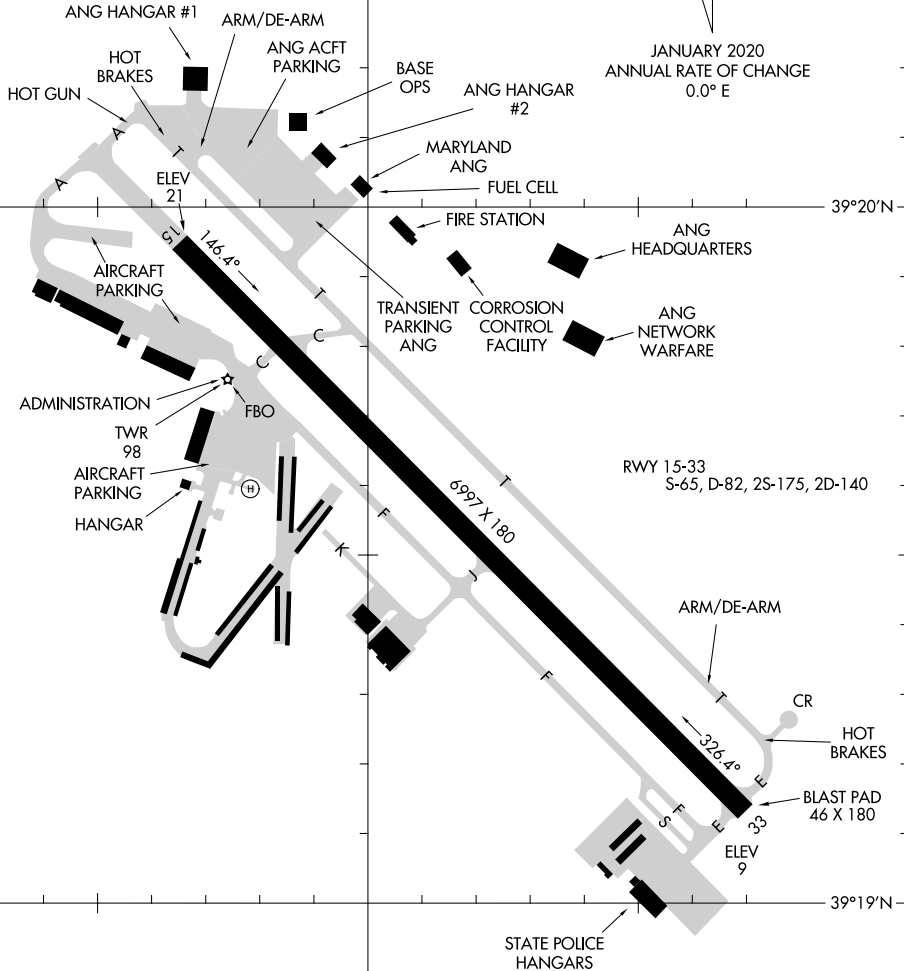 ANG HANGAR #1
ARM/DE-ARM
JANUARY 2020
ANNUAL RATE OF CHANGE
0.0° E
HOT
BRAKES
ANG ACFT
PARKING
BASE
OPS
HOT GUN
ANG HANGAR
#2
A
T
MARYLAND
ANG
ELEV
21
A
FUEL CELL
39°20'N
FIRE STATION
15
146.4°
ANG
HEADQUARTERS
AIRCRAFT
PARKING
T
TRANSIENT
PARKING
ANG
CORROSION
CONTROL
FACILITY
ANG
NETWORK
WARFARE
C
C
ADMINISTRATION
FBO
TWR
98
AIRCRAFT
PARKING
H
HANGAR
RWY 15-33
S-65, D-82, 2S-175, 2D-140
T
6997 X 180
F
K
J
ARM/DE-ARM
F
T
CR
326.4°
HOT
BRAKES
E
BLAST PAD
46 X 180
F
S
E
33
ELEV
9
39°19'N
STATE POLICE
HANGARS